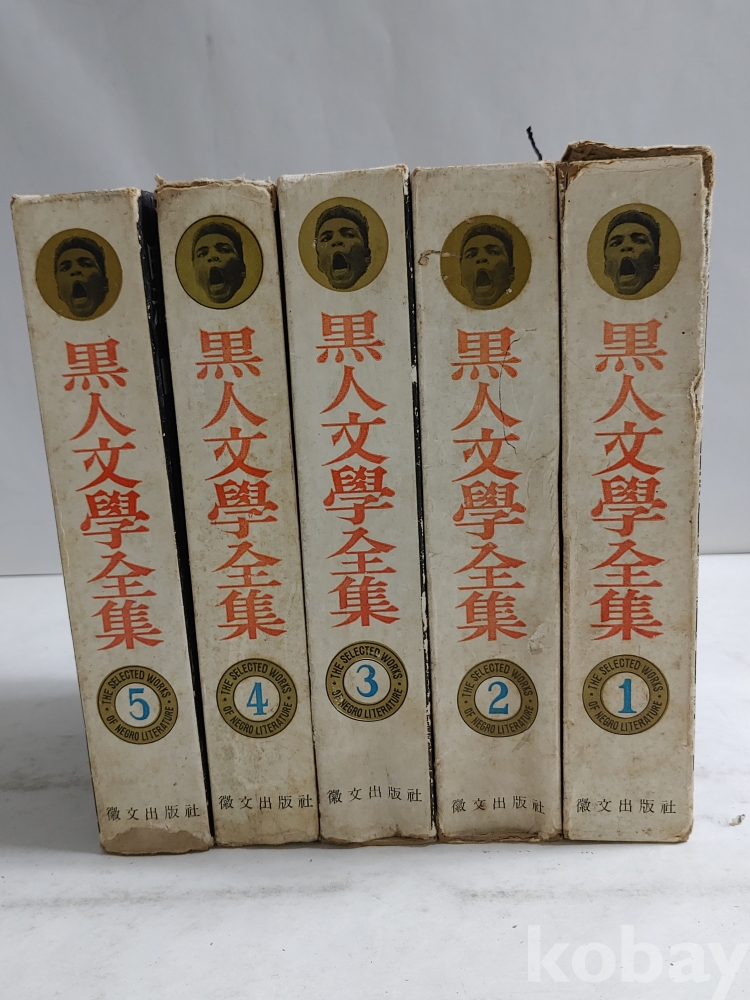 黑人文學全集
THE SELECTED WORKS
OF NEGRO LITERATURE
5
徽文出版社
黑人文學全集
THE SELECTED WORKS
OF NEGRO LITERATURE
4
徽文出版社
黑人文學全集
THE SELECTED WORKS
OF NEGRO LITERATURE
3
徽文出版社
黑人文學全集
THE SELECTED WORKS
OF NEGRO LITERATURE
2
徽文出版社
黑人文學全集
THE SELECTED WORKS
OF NEGRO LITERATURE
1
徽文出版社
kobay